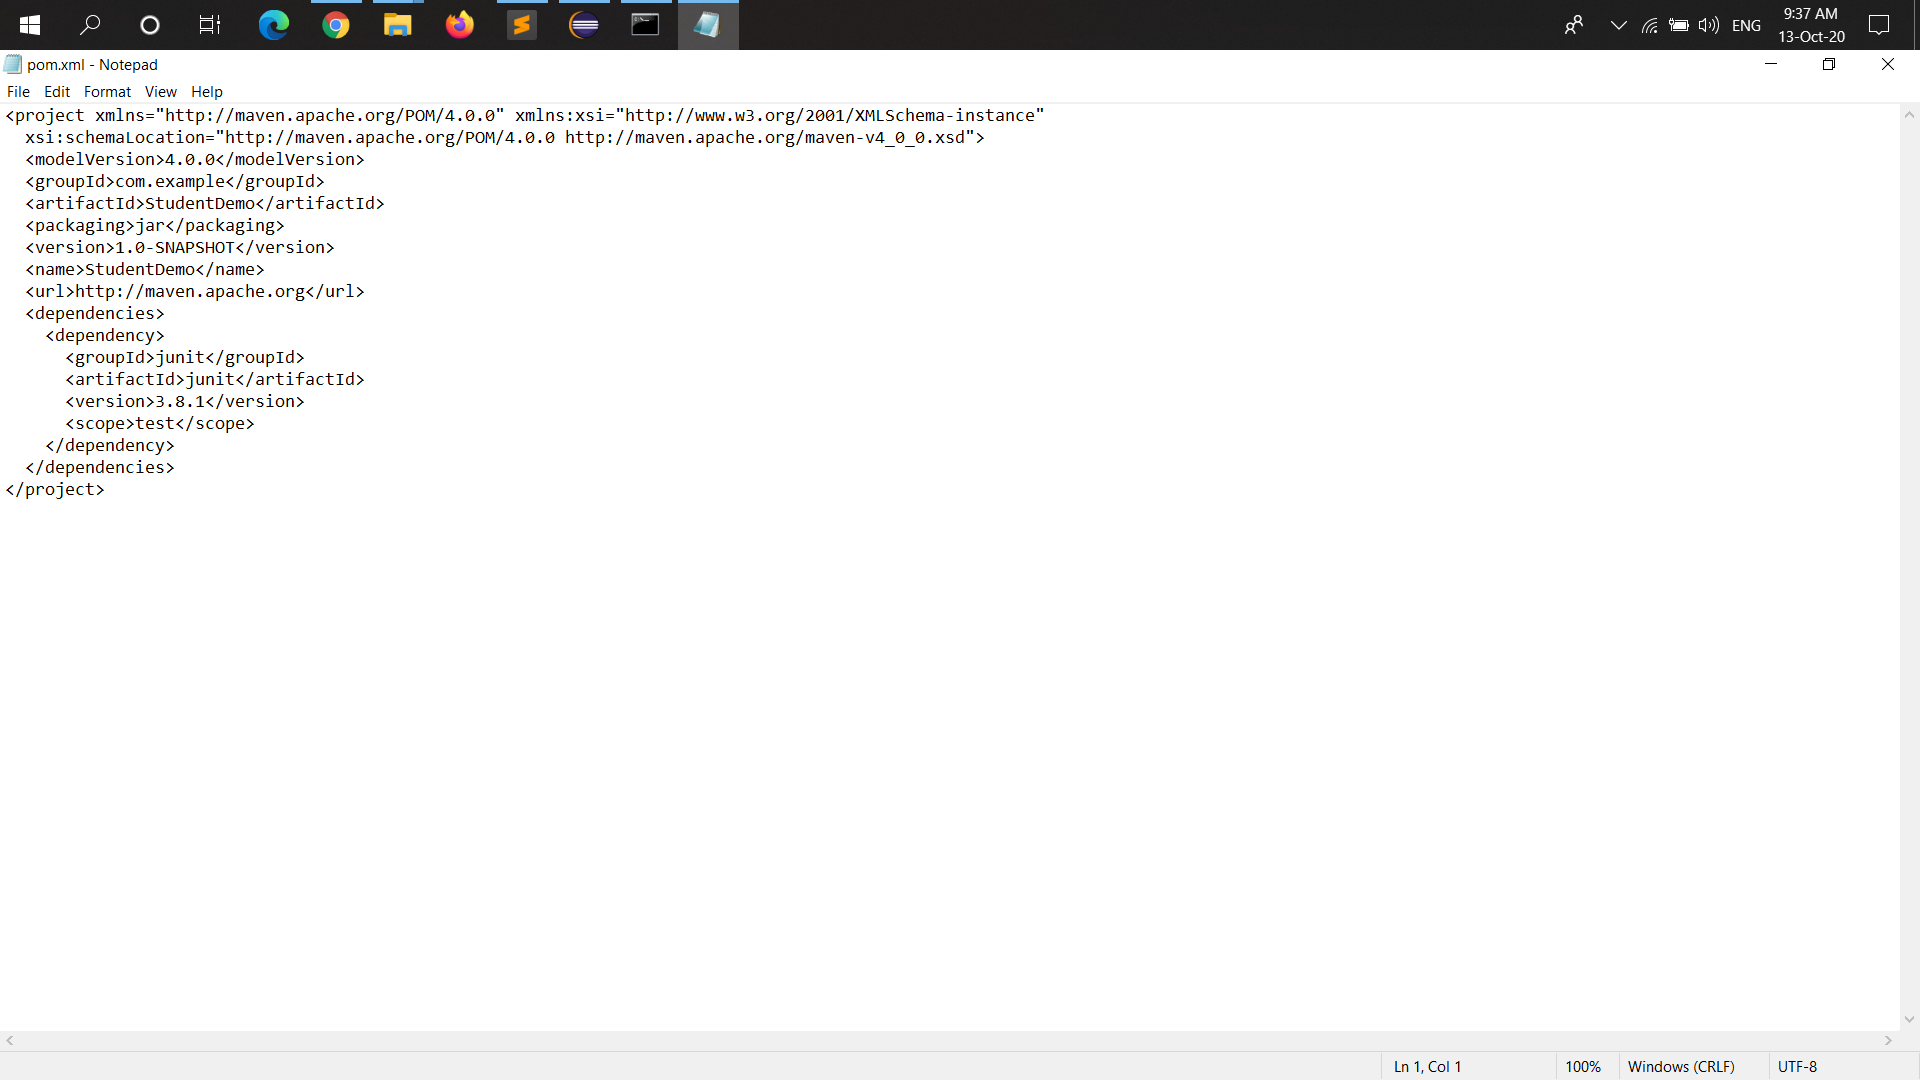 ENG
9:37 AM
13-Oct-20
pom.xml - Notepad
File Edit Format View Help
<project xmlns="http://maven.apache.org/POM/4.0.0" xmlns:xsi="http://www.w3.org/2001/XMLSchema-instance"
  xsi:schemaLocation="http://maven.apache.org/POM/4.0.0 http://maven.apache.org/maven-v4_0_0.xsd">
  <modelVersion>4.0.0</modelVersion>
  <groupId>com.example</groupId>
  <artifactId>StudentDemo</artifactId>
  <packaging>jar</packaging>
  <version>1.0-SNAPSHOT</version>
  <name>StudentDemo</name>
  <url>http://maven.apache.org</url>
  <dependencies>
    <dependency>
      <groupId>junit</groupId>
      <artifactId>junit</artifactId>
      <version>3.8.1</version>
      <scope>test</scope>
    </dependency>
  </dependencies>
</project>
Ln 1, Col 1 100% Windows (CRLF) UTF-8